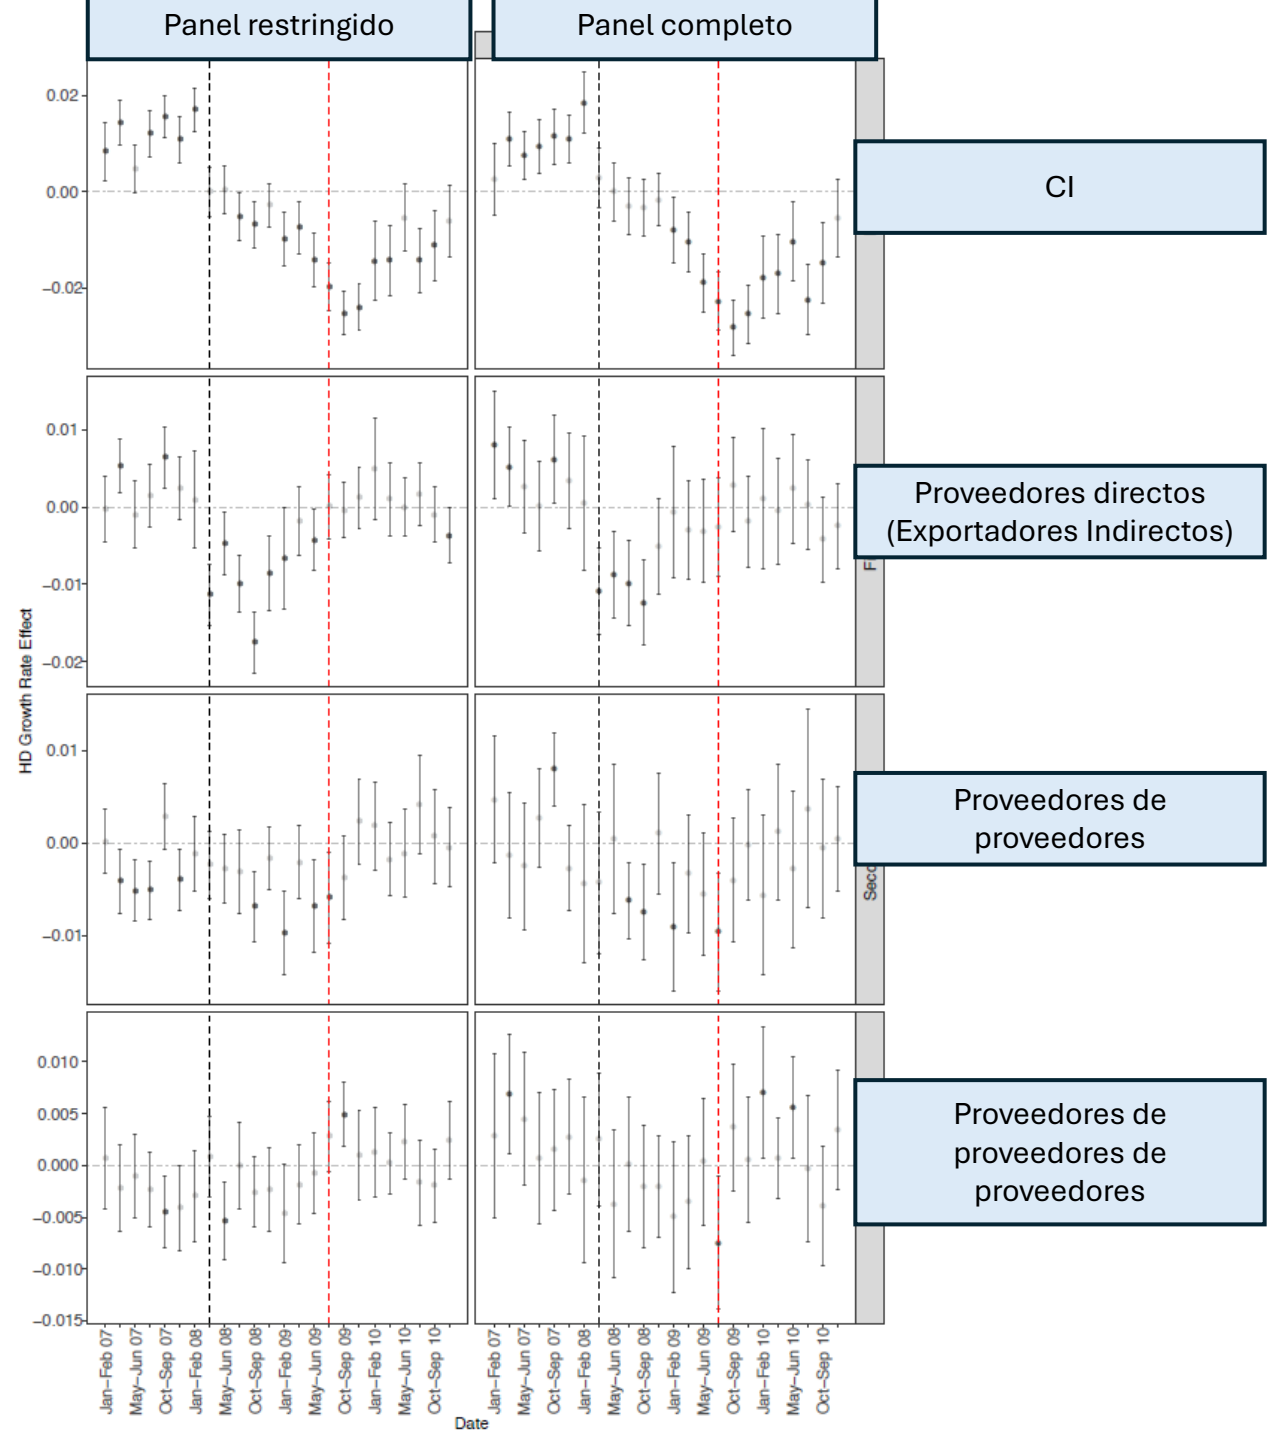 Panel restringido
Panel completo
0.02
0.00
−0.02
CI
0.01
0.00
−0.01
−0.02
Proveedores directos
(Exportadores Indirectos)
HD Growth Rate Effect
0.01
0.00
−0.01
Proveedores de
proveedores
0.010
0.005
0.000
−0.005
−0.010
−0.015
Proveedores de
proveedores de
proveedores
Jan−Feb 07
May−Jun 07
Oct−Sep 07
Jan−Feb 08
May−Jun 08
Oct−Sep 08
Jan−Feb 09
May−Jun 09
Oct−Sep 09
Jan−Feb 10
May−Jun 10
Oct−Sep 10
Jan−Feb 07
May−Jun 07
Oct−Sep 07
Jan−Feb 08
May−Jun 08
Oct−Sep 08
Jan−Feb 09
May−Jun 09
Oct−Sep 09
Jan−Feb 10
May−Jun 10
Oct−Sep 10
Date